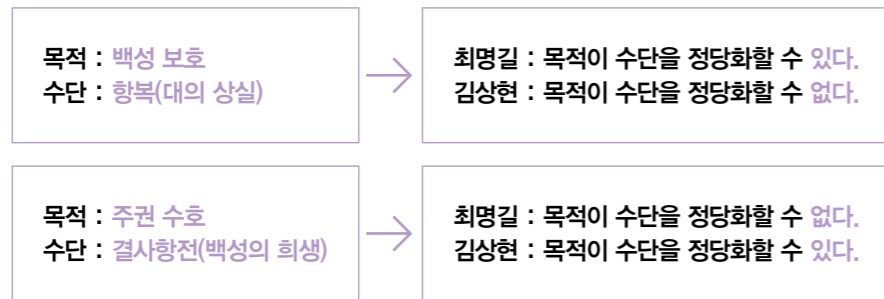 목적 : 백성 보호
수단 : 항복(대의 상실)
최명길 : 목적이 수단을 정당화할 수 있다.
김상현 : 목적이 수단을 정당화할 수 없다.
목적 : 주권 수호
수단 : 결사항전(백성의 희생)
최명길 : 목적이 수단을 정당화할 수 없다.
김상현 : 목적이 수단을 정당화할 수 있다.